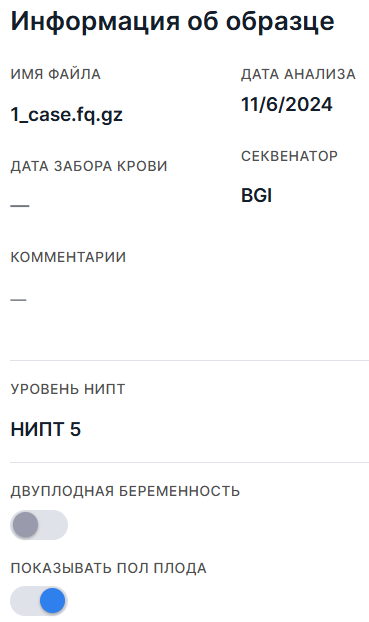 Информация об образце
ИМЯ ФАЙЛА
1_case.fq.gz
ДАТА АНАЛИЗА
11/6/2024
ДАТА ЗАБОРА КРОВИ
—
СЕКВЕНАТОР
BGI
КОММЕНТАРИИ
—
УРОВЕНЬ НИПТ
НИПТ 5
ДВУПЛОДНАЯ БЕРЕМЕННОСТЬ
ПОКАЗЫВАТЬ ПОЛ ПЛОДА